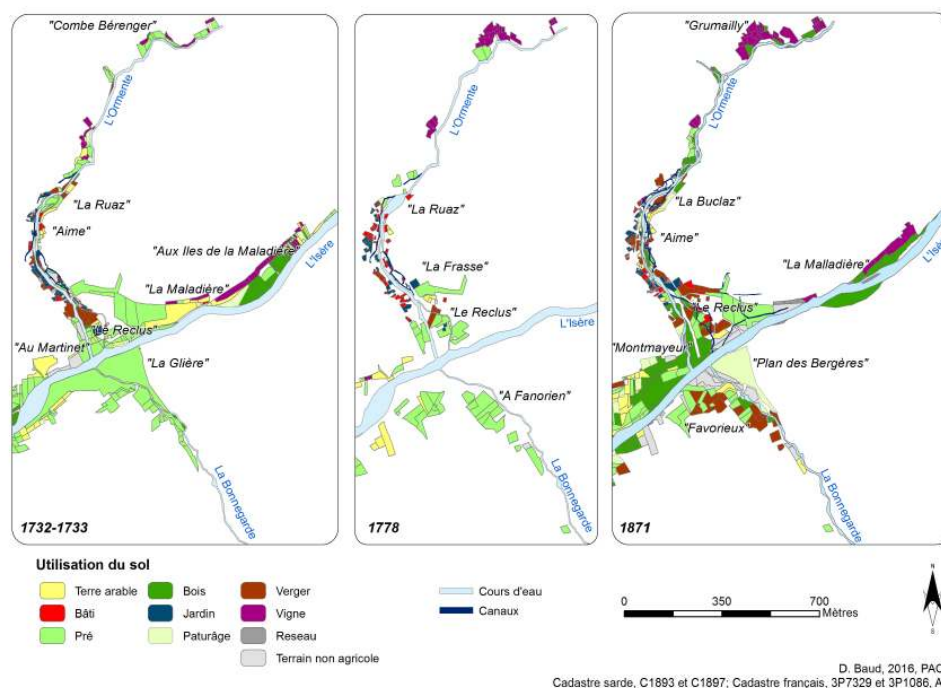 "Combe Bérenger"
L'Ormente
"La Ruaz"
"Aime"
"Aux Iles de la Maladière"
"La Maladière"
L'Isère
"Le Reclus"
"Au Martinet"
"La Glière"
La Bonnegarde
1732-1733
L'Ormente
"La Ruaz"
"La Frasse"
"Le Reclus"
L'Isère
"A Fanorien"
La Bonnegarde
1778
"Grumailly"
L'Ormente
"La Buclaz"
"Aime"
"La Malladière"
"Le Reclus"
"Montmayeur"
"Plan des Bergères"
"Favorieux"
La Bonnegarde
1871
Utilisation du sol
Terre arable
Bâti
Pré
Bois
Jardin
Paturâge
Verger
Vigne
Reseau
Terrain non agricole
Cours d'eau
Canaux
0 350 700
Mètres
N
D. Baud, 2016, PAC
Cadastre sarde, C1893 et C1897; Cadastre français, 3P7329 et 3P1086, A